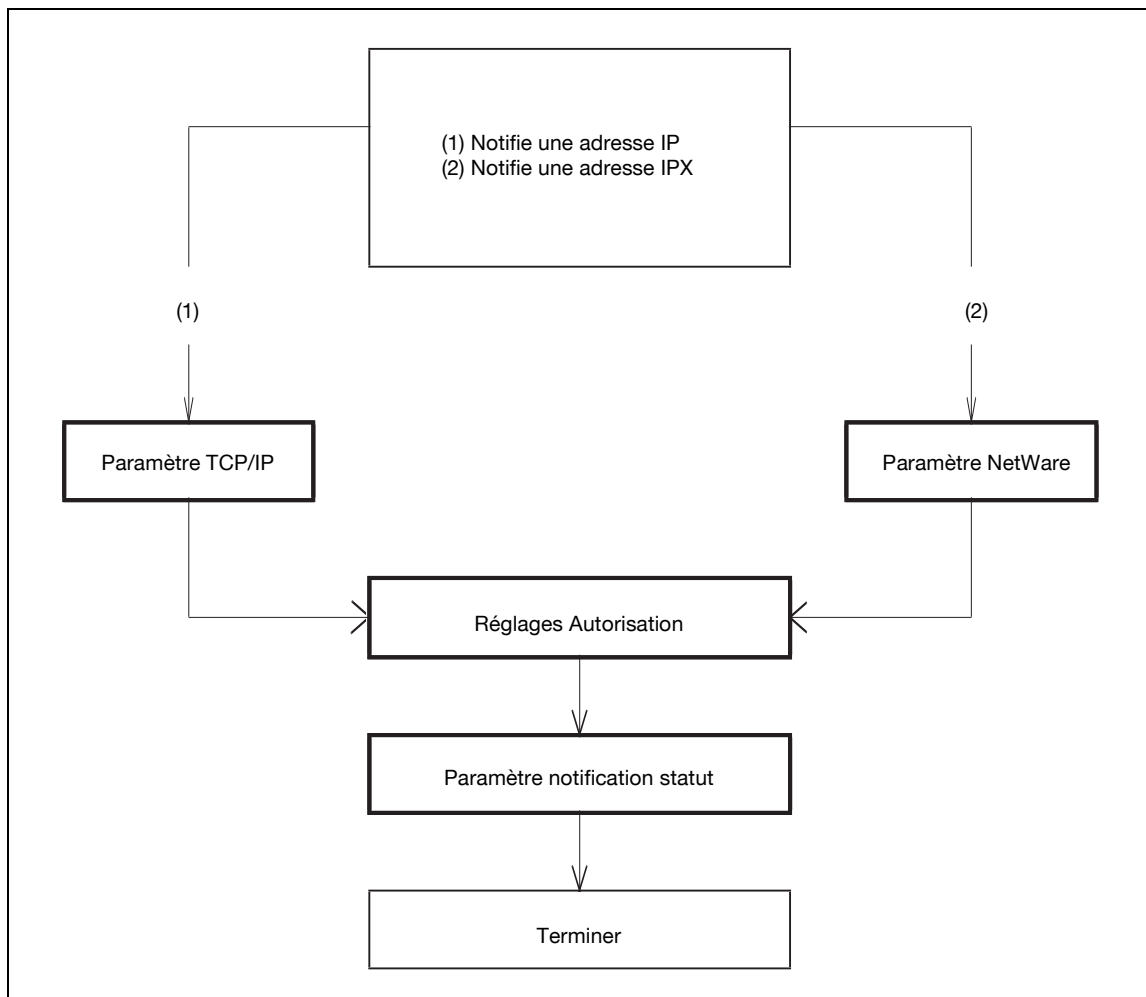 (1) Notifie une adresse IP
(2) Notifie une adresse IPX
(1)
(2)
Paramètre TCP/IP
Paramètre NetWare
Réglages Autorisation
Paramètre notification statut
Terminer